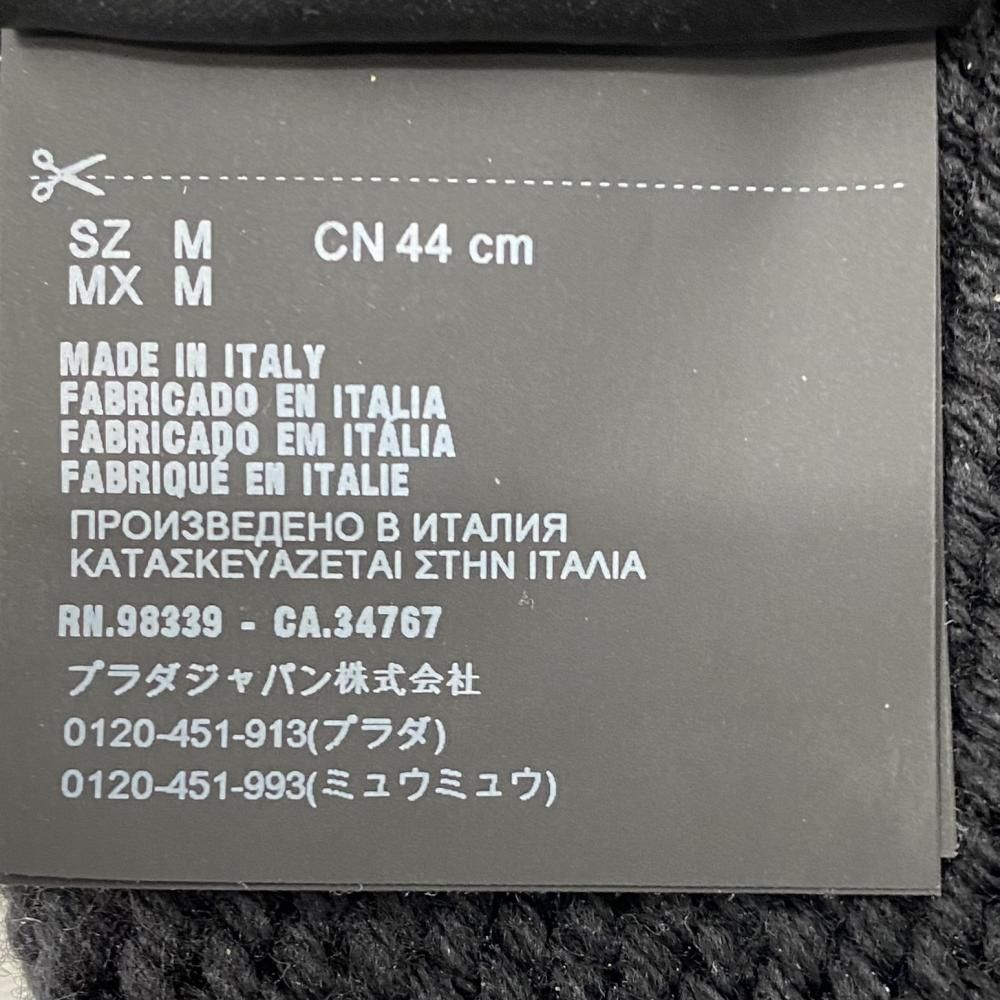 SZ M CN 44 cm
MX M
MADE IN ITALY
FABRICADO EN ITALIA
FABRICADO EM ITÁLIA
FABRIQUÉ EN ITALIE
ПРОИЗВЕДЕНО В ИТАЛИЯ
ΚΑΤΑΣΚΕΥΑΖΕΤΑΙ ΣΤΗΝ ΙΤΑΛΙΑ
RN.98339 - CA.34767
プラダジャパン株式会社
0120-451-913(プラダ)
0120-451-993(ミュウミュウ)